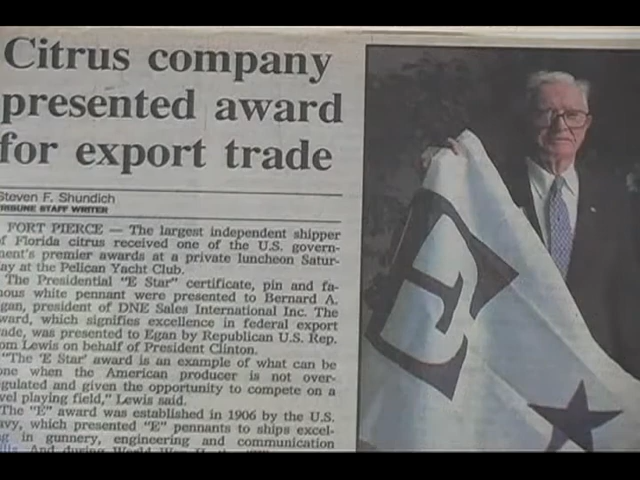 Citrus company
presented award
for export trade
Steven F. Shundich
TRIBUNE STAFF WRITER
FORT PIERCE — The largest independent shipper
of Florida citrus received one of the U.S. govern-
ment's premier awards at a private luncheon Satur-
day at the Pelican Yacht Club.
The Presidential "E Star" certificate, pin and fa-
mous white pennant were presented to Bernard A.
Egan, president of DNE Sales International Inc. The
award, which signifies excellence in federal export
trade, was presented to Egan by Republican U.S. Rep.
Tom Lewis on behalf of President Clinton.
"The 'E Star' award is an example of what can be
done when the American producer is not over-
regulated and given the opportunity to compete on a
level playing field," Lewis said.
The "E" award was established in 1906 by the U.S.
Navy, which presented "E" pennants to ships excel-
ling in gunnery, engineering and communication
E